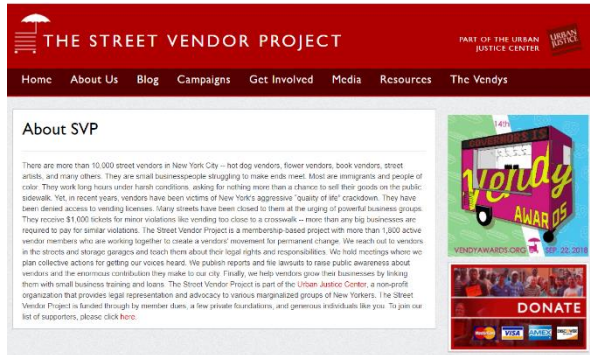 THE STREET VENDOR PROJECT
PART OF THE URBAN
JUSTICE CENTER
URBAN
JUSTICE
Home About Us Blog Campaigns Get Involved Media Resources The Vendys
About SVP
There are more than 10,000 street vendors in New York City -- hot dog vendors, flower vendors, book vendors, street
artists, and many others. They are small businesspeople struggling to make ends meet. Most are immigrants and people of
color. They work long hours under harsh conditions, asking for nothing more than a chance to sell their goods on the public
sidewalk. Yet, in recent years, vendors have been victims of New York's aggressive "quality of life" crackdown. They have
been denied access to vending licenses. Many streets have been closed to them at the urging of powerful business groups.
They receive $1,000 tickets for minor violations like vending too close to a crosswalk -- more than any big businesses are
required to pay for similar violations. The Street Vendor Project is a membership-based project with more than 1,800 active
vendor members who are working together to create a vendors' movement for permanent change. We reach out to vendors
in the streets and storage garages and teach them about their legal rights and responsibilities. We hold meetings where we
plan collective actions for getting our voices heard. We publish reports and file lawsuits to raise public awareness about
vendors and the enormous contribution they make to our city. Finally, we help vendors grow their businesses by linking
them with small business training and loans. The Street Vendor Project is part of the Urban Justice Center, a non-profit
organization that provides legal representation and advocacy to various marginalized groups of New Yorkers. The Street
Vendor Project is funded through by member dues, a few private foundations, and generous individuals like you. To join our
list of supporters, please click here.
14th
GOVERNORS IS
Vendy
AWARDS
VENDYAWARDS.ORG SEP. 22, 2018
DONATE
MasterCard VISA AMEX DISCOVER